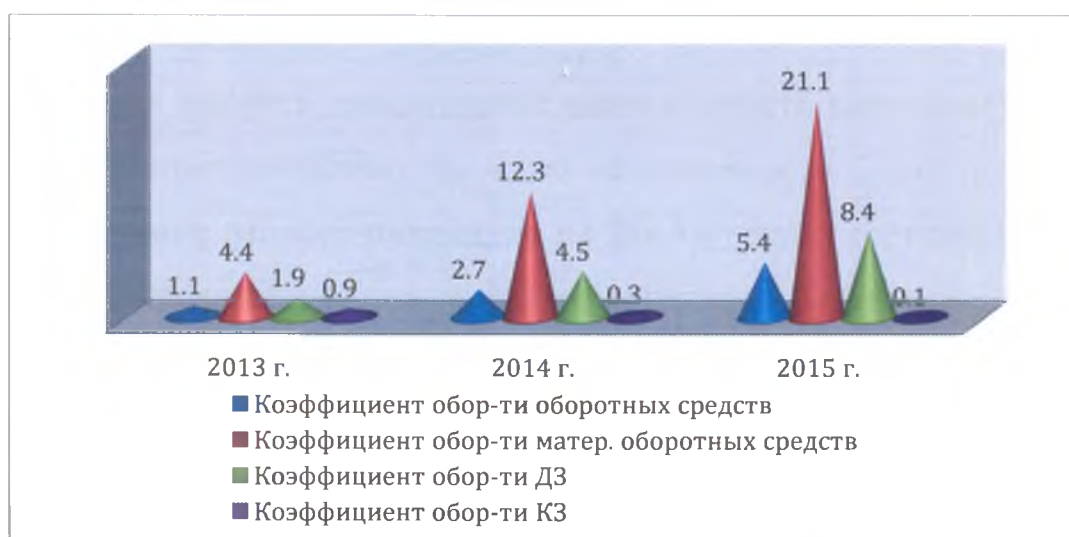 21.1
12.3
8.4
4.4
4.5
5.4
1.1
1.9
0.9
2.7
0.3
0.1
2013 г.
2014 г.
2015 г.
Коэффициент обор-ти оборотных средств
Коэффициент обор-ти матер. оборотных средств
Коэффициент обор-ти ДЗ
Коэффициент обор-ти КЗ